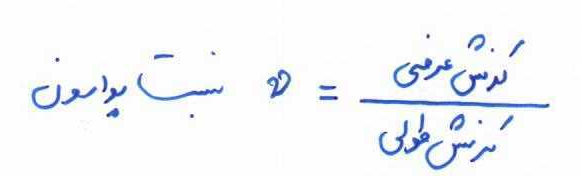 کرنش عرضی
نسبت پواسون ν =
کرنش طولی